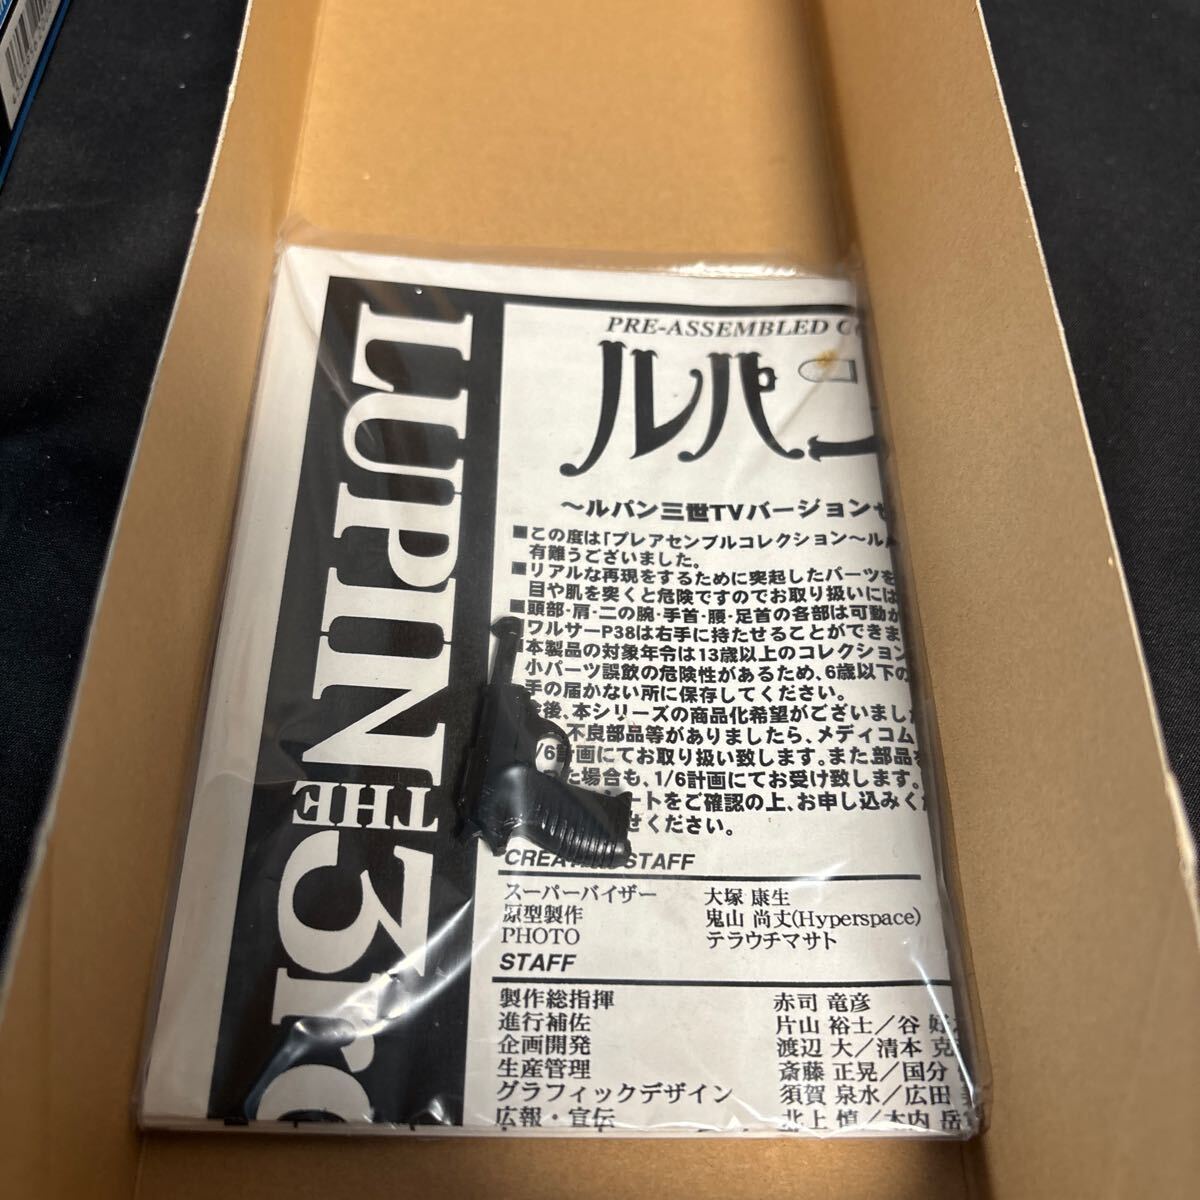 LUPIN THE 3rd
PRE-ASSEMBLED
ルパン
～ルパン三世TVバージョンセ
■この度は「プレアセンブルコレクション～ル
有難うございました。
■リアルな再現をするために突起したパーツを
目や肌を突くと危険ですのでお取り扱いには
■頭部・肩・二の腕・手首・腰・足首の各部は可動が
ワルサーP38は右手に持たせることができま
■本製品の対象年令は13歳以上のコレクション
小パーツ誤飲の危険性があるため、6歳以下の
手の届かない所に保存してください。
後、本シリーズの商品化希望がございました
不良部品等がありましたら、メディコム
1/6計画にてお取り扱い致します。また、部品を
た場合も、1/6計画にてお受け致します。
ートをご確認の上、お申し込みく
せください。
STAFF
スーパーバイザー 大塚 康生
原型製作 鬼山 尚丈(Hyperspace)
PHOTO テラウチマサト
STAFF
製作総指揮 赤司 竜彦
進行補佐 片山 裕士／谷
企画開発 渡辺 大／清本 克
生産管理 斎藤 正晃／国分
グラフィックデザイン 須賀 泉水／広田
広報・宣伝 北上 慎／木内 岳